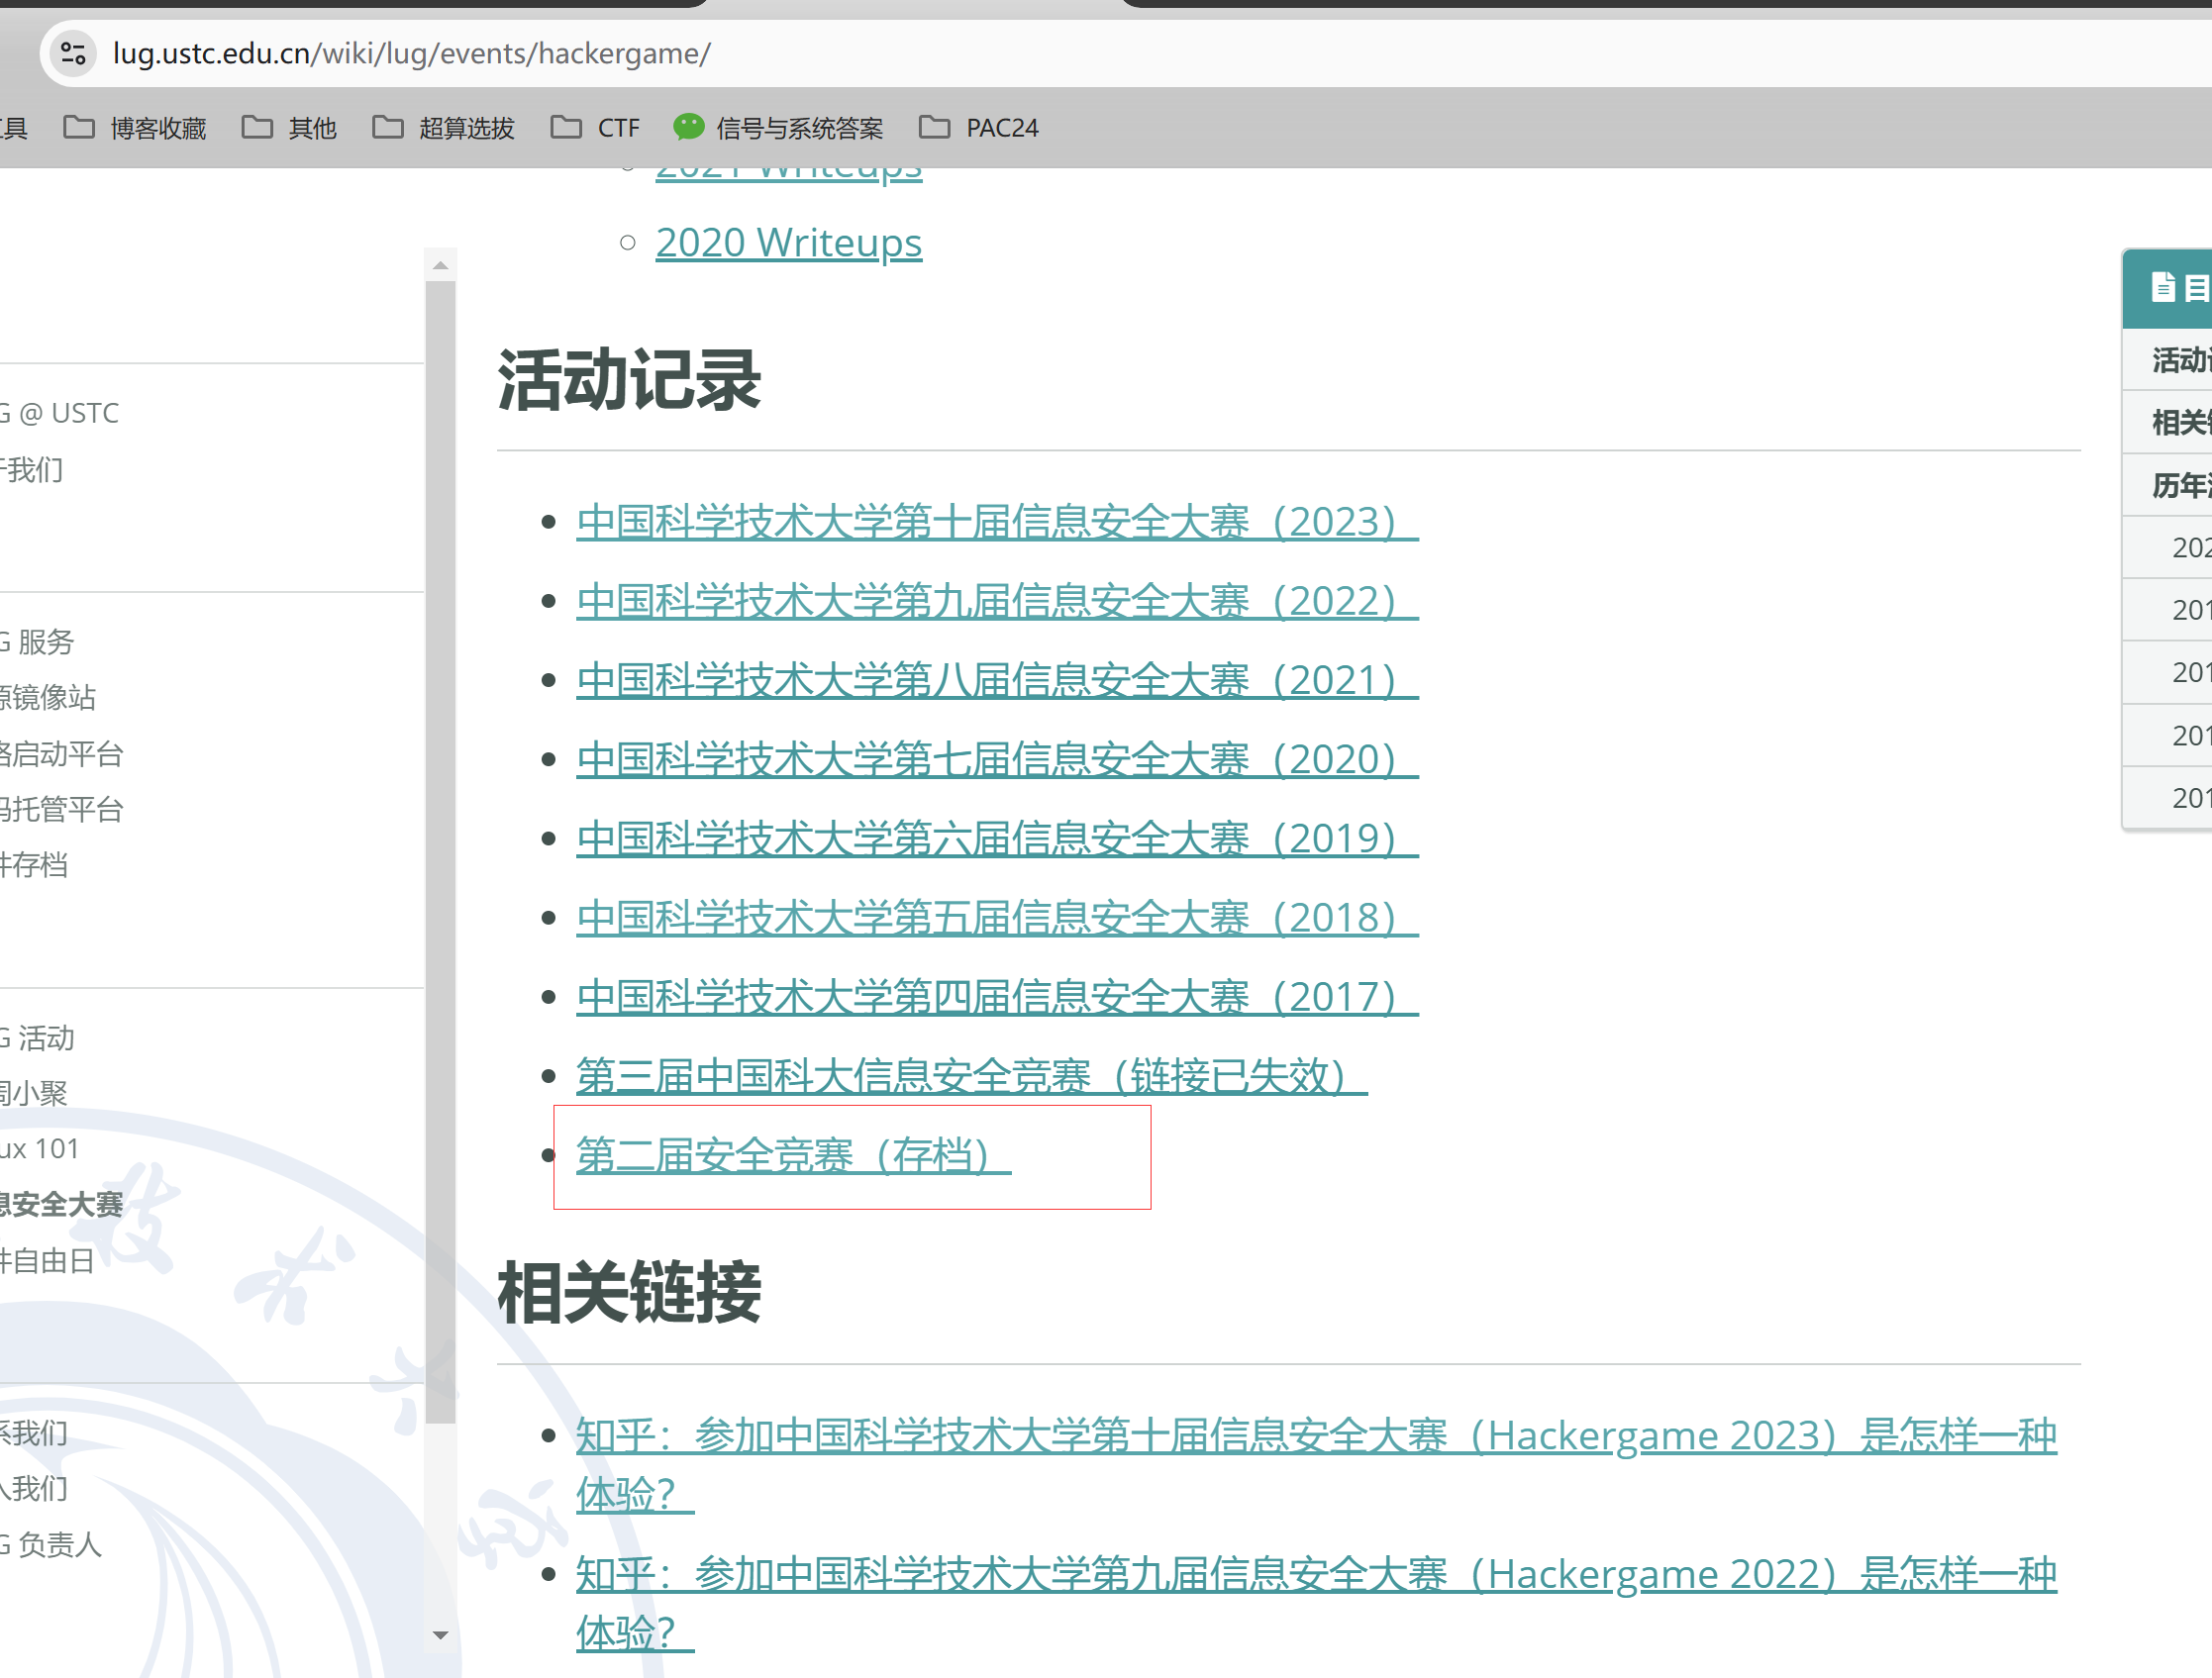 lug.ustc.edu.cn/wiki/lug/events/hackergame/
具 博客收藏 其他 超算选拔 CTF 信号与系统答案 PAC24
2021 Writeups
2020 Writeups
G @ USTC
我们
G 服务
镜像站
启动平台
托管平台
存档
G 活动
小聚
ux 101
安全大赛
自由日
我们
我们
G 负责人
活动记录
中国科学技术大学第十届信息安全大赛（2023）
中国科学技术大学第九届信息安全大赛（2022）
中国科学技术大学第八届信息安全大赛（2021）
中国科学技术大学第七届信息安全大赛（2020）
中国科学技术大学第六届信息安全大赛（2019）
中国科学技术大学第五届信息安全大赛（2018）
中国科学技术大学第四届信息安全大赛（2017）
第三届中国科大信息安全竞赛（链接已失效）
第二届安全竞赛（存档）
相关链接
知乎：参加中国科学技术大学第十届信息安全大赛（Hackergame 2023）是怎样一种
体验？
知乎：参加中国科学技术大学第九届信息安全大赛（Hackergame 2022）是怎样一种
体验？
目
活动
相关
历年
202
201
201
201
201